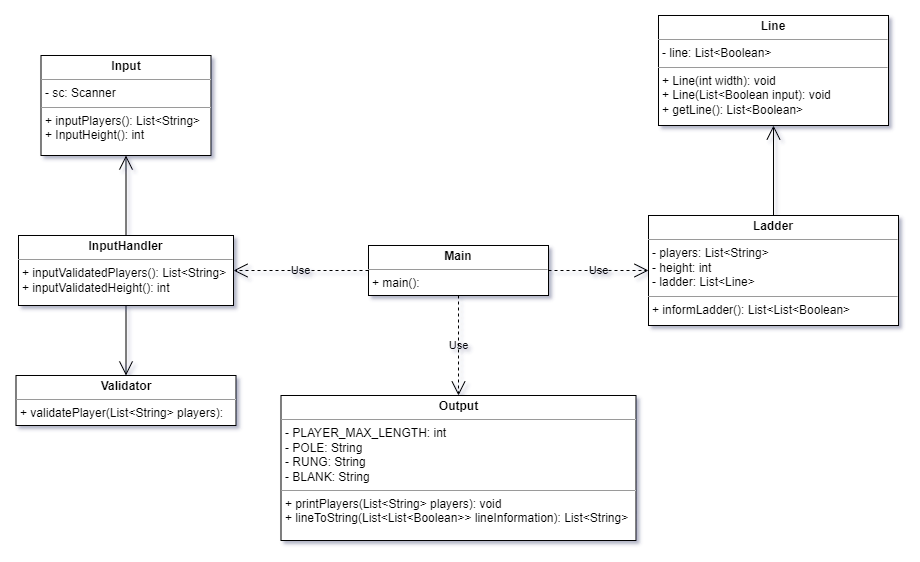 Line
- line: List<Boolean>
+ Line(int width): void
+ Line(List<Boolean input): void
+ getLine(): List<Boolean>
Input
- sc: Scanner
+ inputPlayers(): List<String>
+ InputHeight(): int
InputHandler
+ inputValidatedPlayers(): List<String>
+ inputValidatedHeight(): int
Use
Main
+ main():
Use
Ladder
- players: List<String>
- height: int
- ladder: List<Line>
+ informLadder(): List<List<Boolean>
Use
Validator
+ validatePlayer(List<String> players):
Output
- PLAYER_MAX_LENGTH: int
- POLE: String
- RUNG: String
- BLANK: String
+ printPlayers(List<String> players): void
+ lineToString(List<List<Boolean>> lineInformation): List<String>